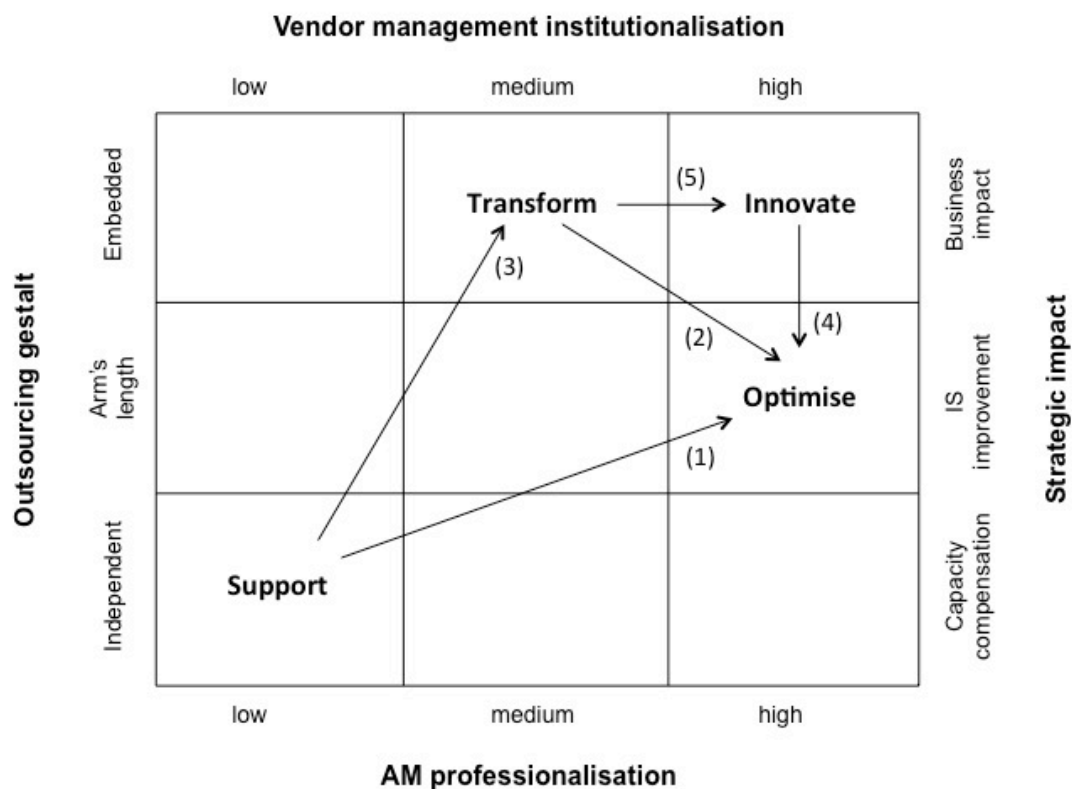 Vendor management institutionalisation
low medium high
Embedded
Transform
(5)
Innovate
Business
impact
(3)
(2)
(4)
Outsourcing gestalt
Arm's
length
Optimise
IS
improvement
Strategic impact
(1)
Independent
Support
Capacity
compensation
low medium high
AM professionalisation